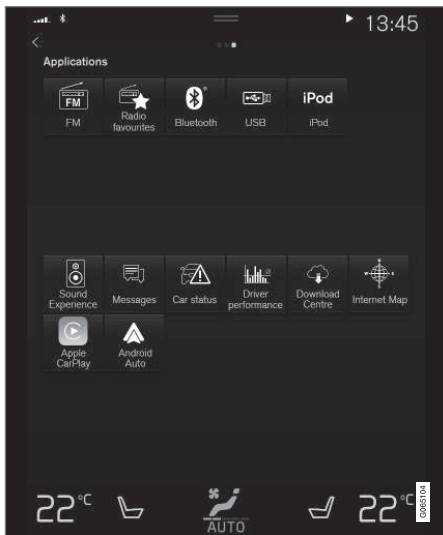 13:45
Applications
FM
FM
Radio
favourites
Bluetooth
USB
iPod
iPod
Sound
Experience
Messages
Car status
Driver
performance
Download
Centre
Internet Map
Apple
CarPlay
Android
Auto
22°C
AUTO
22°C
G065104